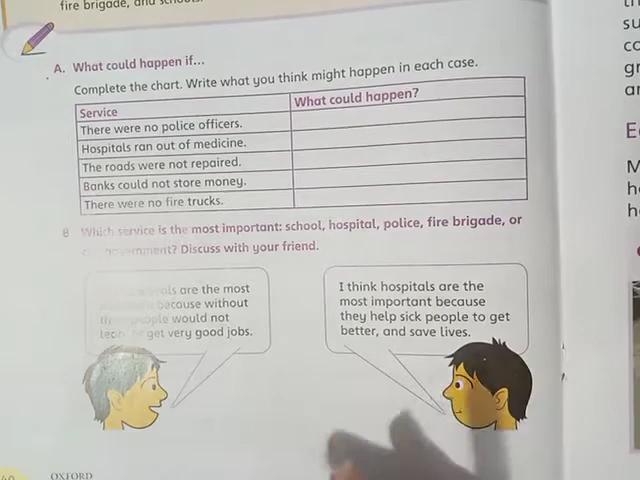 fire brigade, and schools.
A. What could happen if...
Complete the chart. Write what you think might happen in each case.
Service
What could happen?
There were no police officers.
Hospitals ran out of medicine.
The roads were not repaired.
Banks could not store money.
There were no fire trucks.
B Which service is the most important: school, hospital, police, fire brigade, or
government? Discuss with your friend.
are the most
because without
people would not
get very good jobs.
I think hospitals are the
most important because
they help sick people to get
better, and save lives.
OXFORD